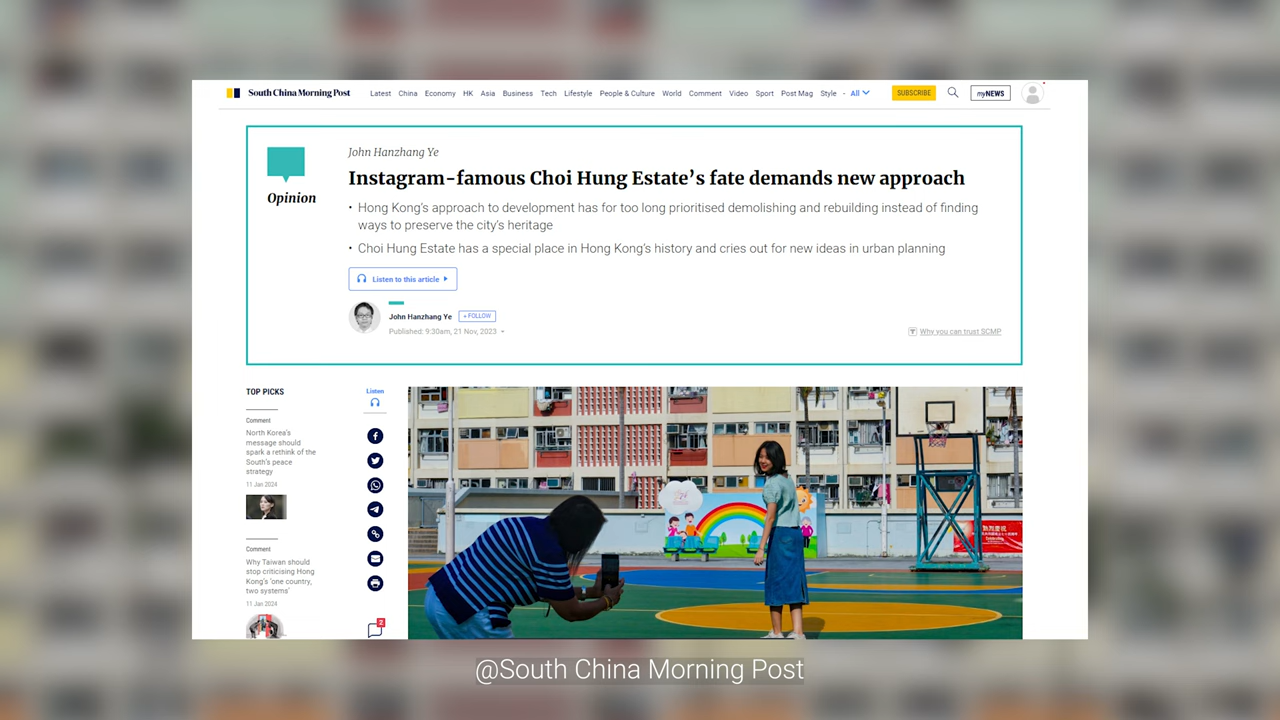 South China Morning Post
Latest China Economy HK Asia Business Tech Lifestyle People & Culture World Comment Video Sport Post Mag Style - All
SUBSCRIBE
myNEWS
Opinion
John Hanzhang Ye
Instagram-famous Choi Hung Estate's fate demands new approach
• Hong Kong's approach to development has for too long prioritised demolishing and rebuilding instead of finding
ways to preserve the city's heritage
• Choi Hung Estate has a special place in Hong Kong's history and cries out for new ideas in urban planning
Listen to this article
John Hanzhang Ye
+ FOLLOW
Published: 9:30am, 21 Nov, 2023
Why you can trust SCMP
TOP PICKS
Comment
North Korea's
message should
spark a rethink of the
South's peace
strategy
11 Jan 2024
Comment
Why Taiwan should
stop criticising Hong
Kong's 'one country,
two systems'
11 Jan 2024
Listen
2
@South China Morning Post